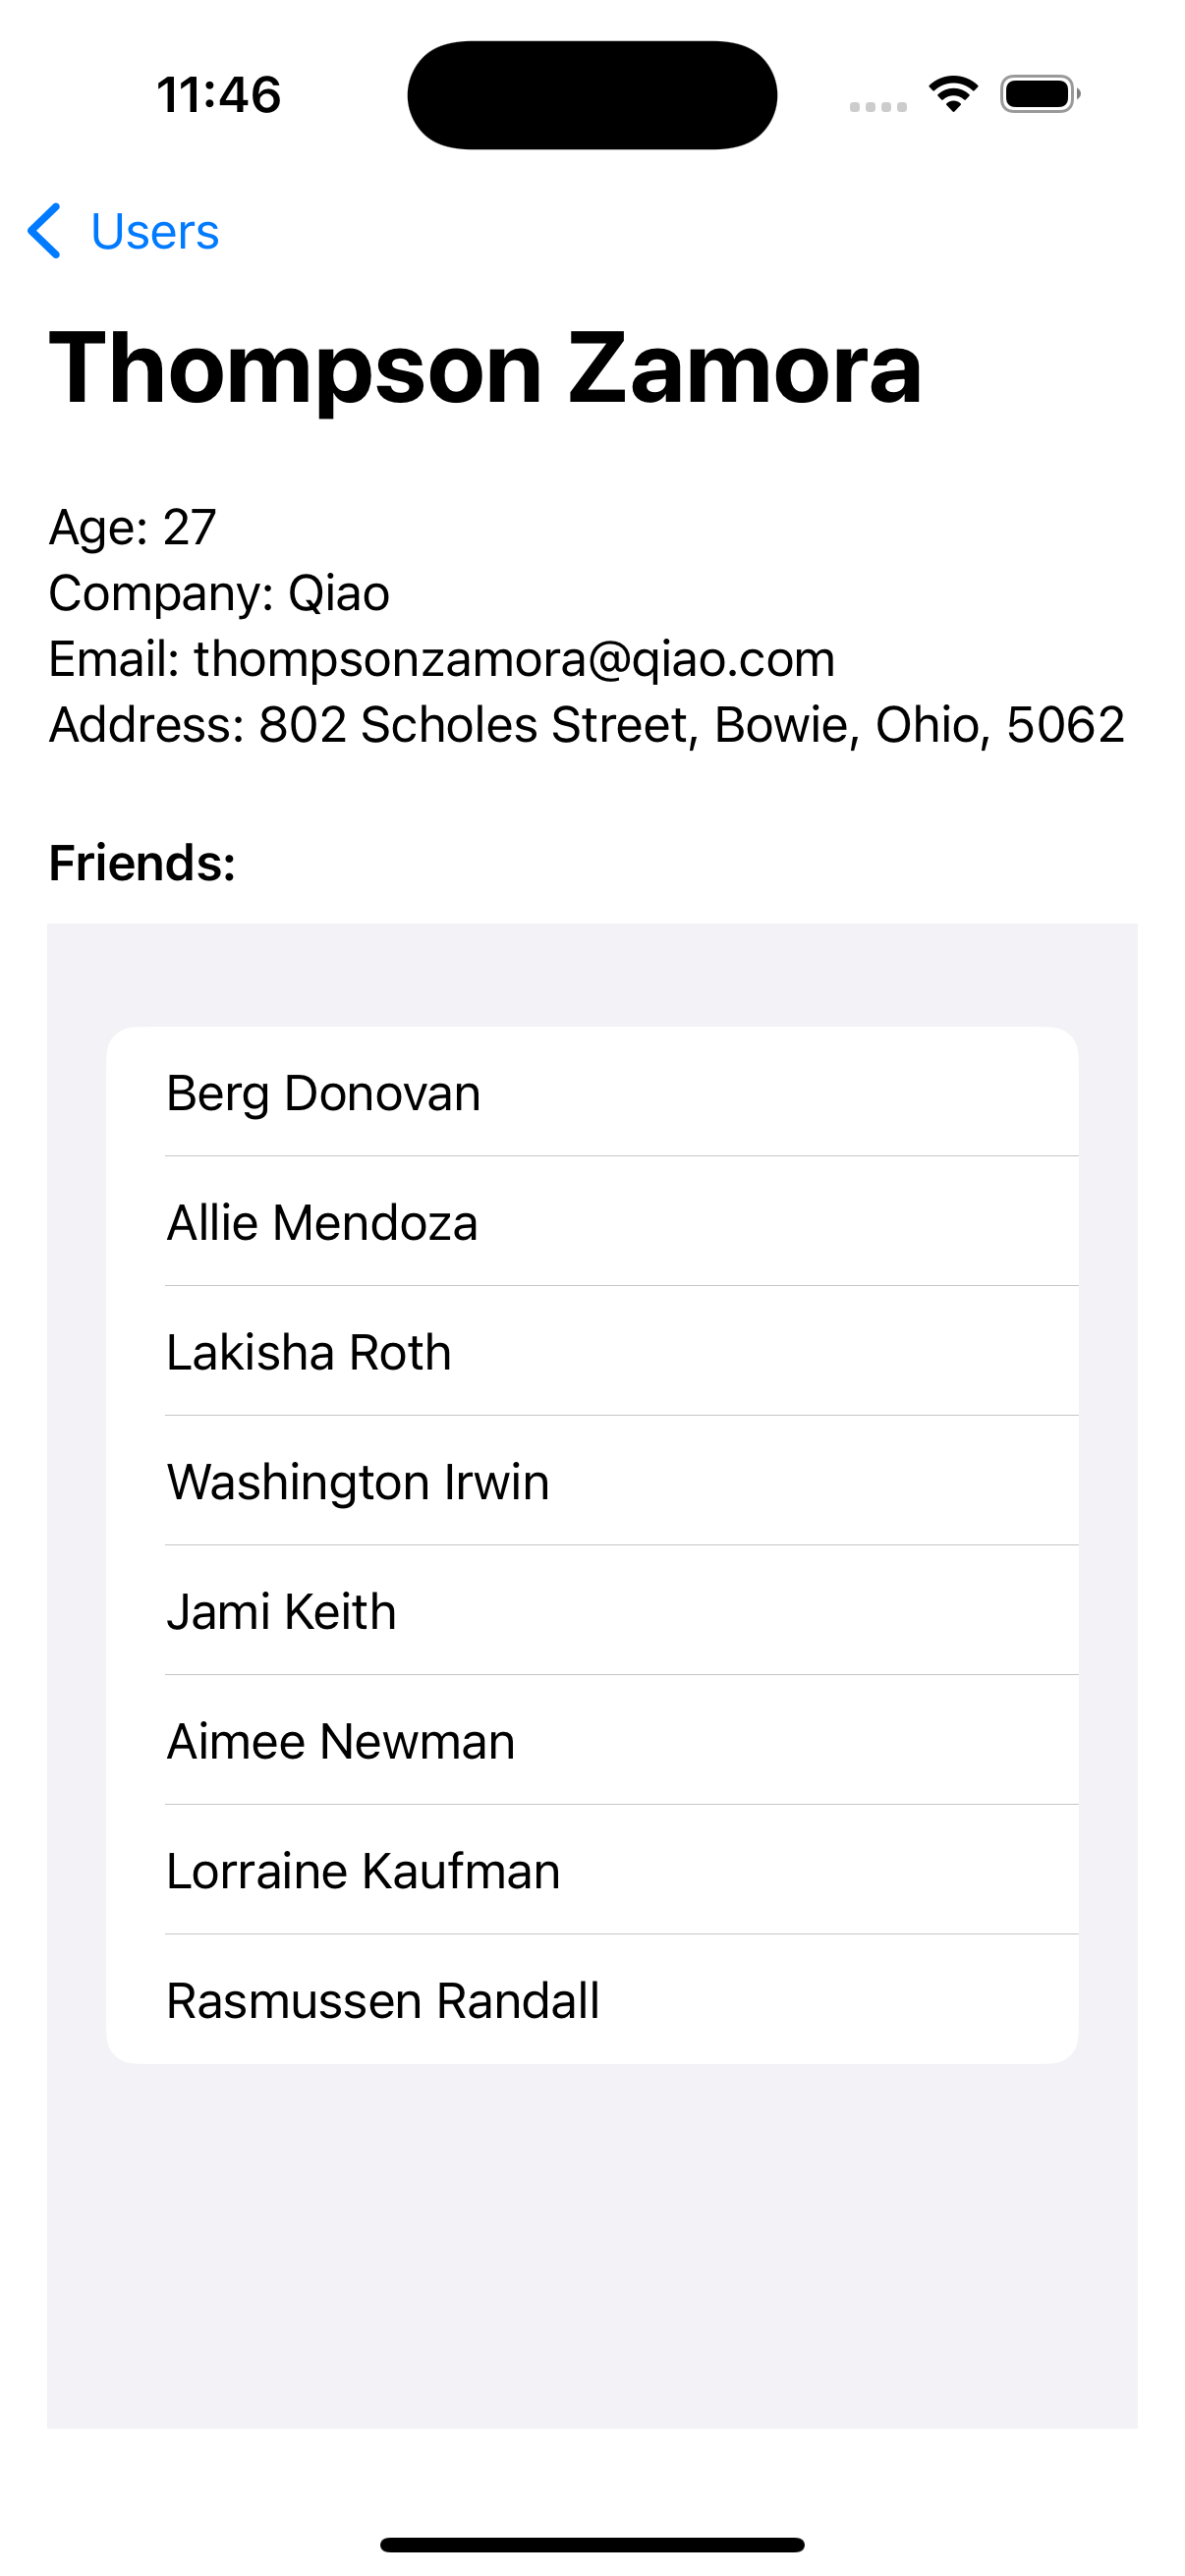 11:46
Users
Thompson Zamora
Age: 27
Company: Qiao
Email: thompsonzamora@qiao.com
Address: 802 Scholes Street, Bowie, Ohio, 5062
Friends:
Berg Donovan
Allie Mendoza
Lakisha Roth
Washington Irwin
Jami Keith
Aimee Newman
Lorraine Kaufman
Rasmussen Randall